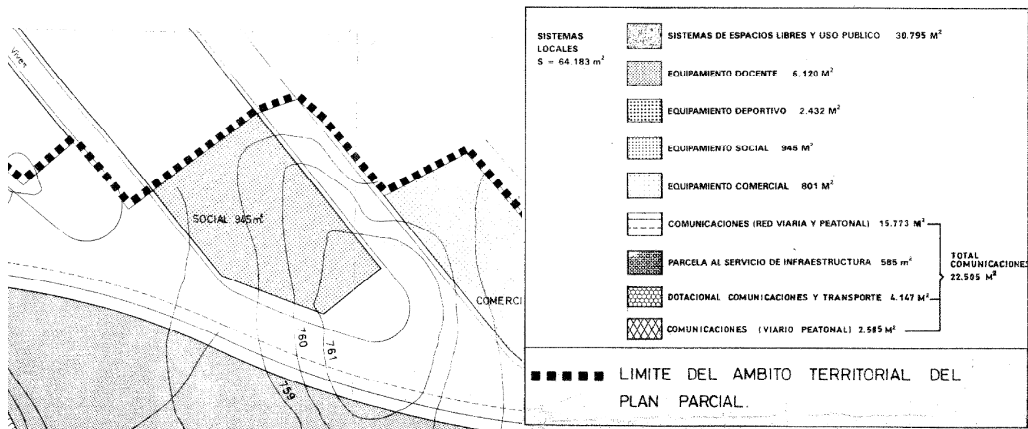 Vives
SOCIAL 945m²
COMERCI
760
761
759
SISTEMAS
LOCALES
S = 64.183 m²
SISTEMAS DE ESPACIOS LIBRES Y USO PUBLICO 30.795 M²
EQUIPAMIENTO DOCENTE 6.120 M²
EQUIPAMIENTO DEPORTIVO 2.432 M²
EQUIPAMIENTO SOCIAL 945 M²
EQUIPAMIENTO COMERCIAL 801 M²
COMUNICACIONES (RED VIARIA Y PEATONAL) 15.773 M²
PARCELA AL SERVICIO DE INFRAESTRUCTURA 585 m²
DOTACIONAL COMUNICACIONES Y TRANSPORTE 4.147 M²
COMUNICACIONES (VIARIO PEATONAL) 2.585 M²
TOTAL
COMUNICACIONES
22.505 M²
LIMITE DEL AMBITO TERRITORIAL DEL
PLAN PARCIAL.